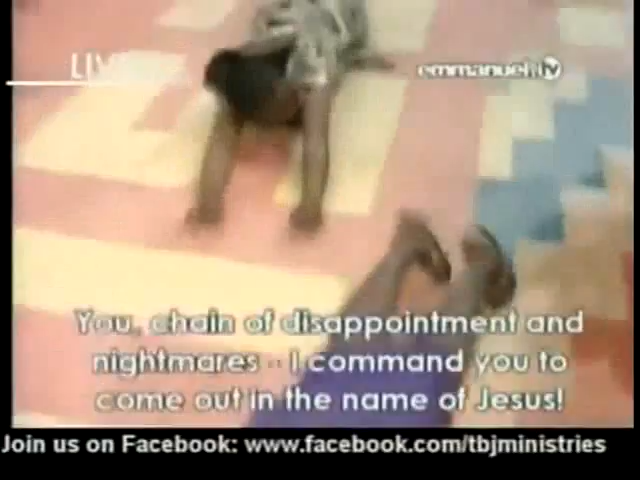 LIVE
emmanuel.tv
You, chain of disappointment and
nightmares - I command you to
come out in the name of Jesus!
Join us on Facebook: www.facebook.com/tbjministries